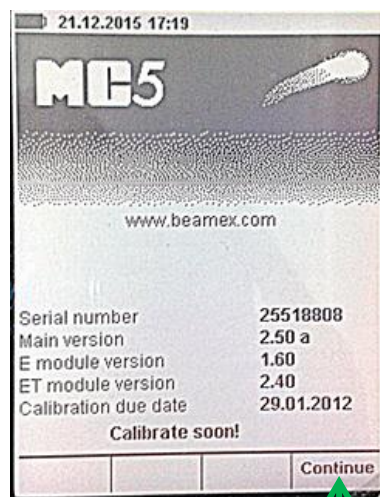 21.12.2015 17:19
MC5
www.beamex.com
Serial number 25518808
Main version 2.50 a
E module version 1.60
ET module version 2.40
Calibration due date 29.01.2012
Calibrate soon!
Continue